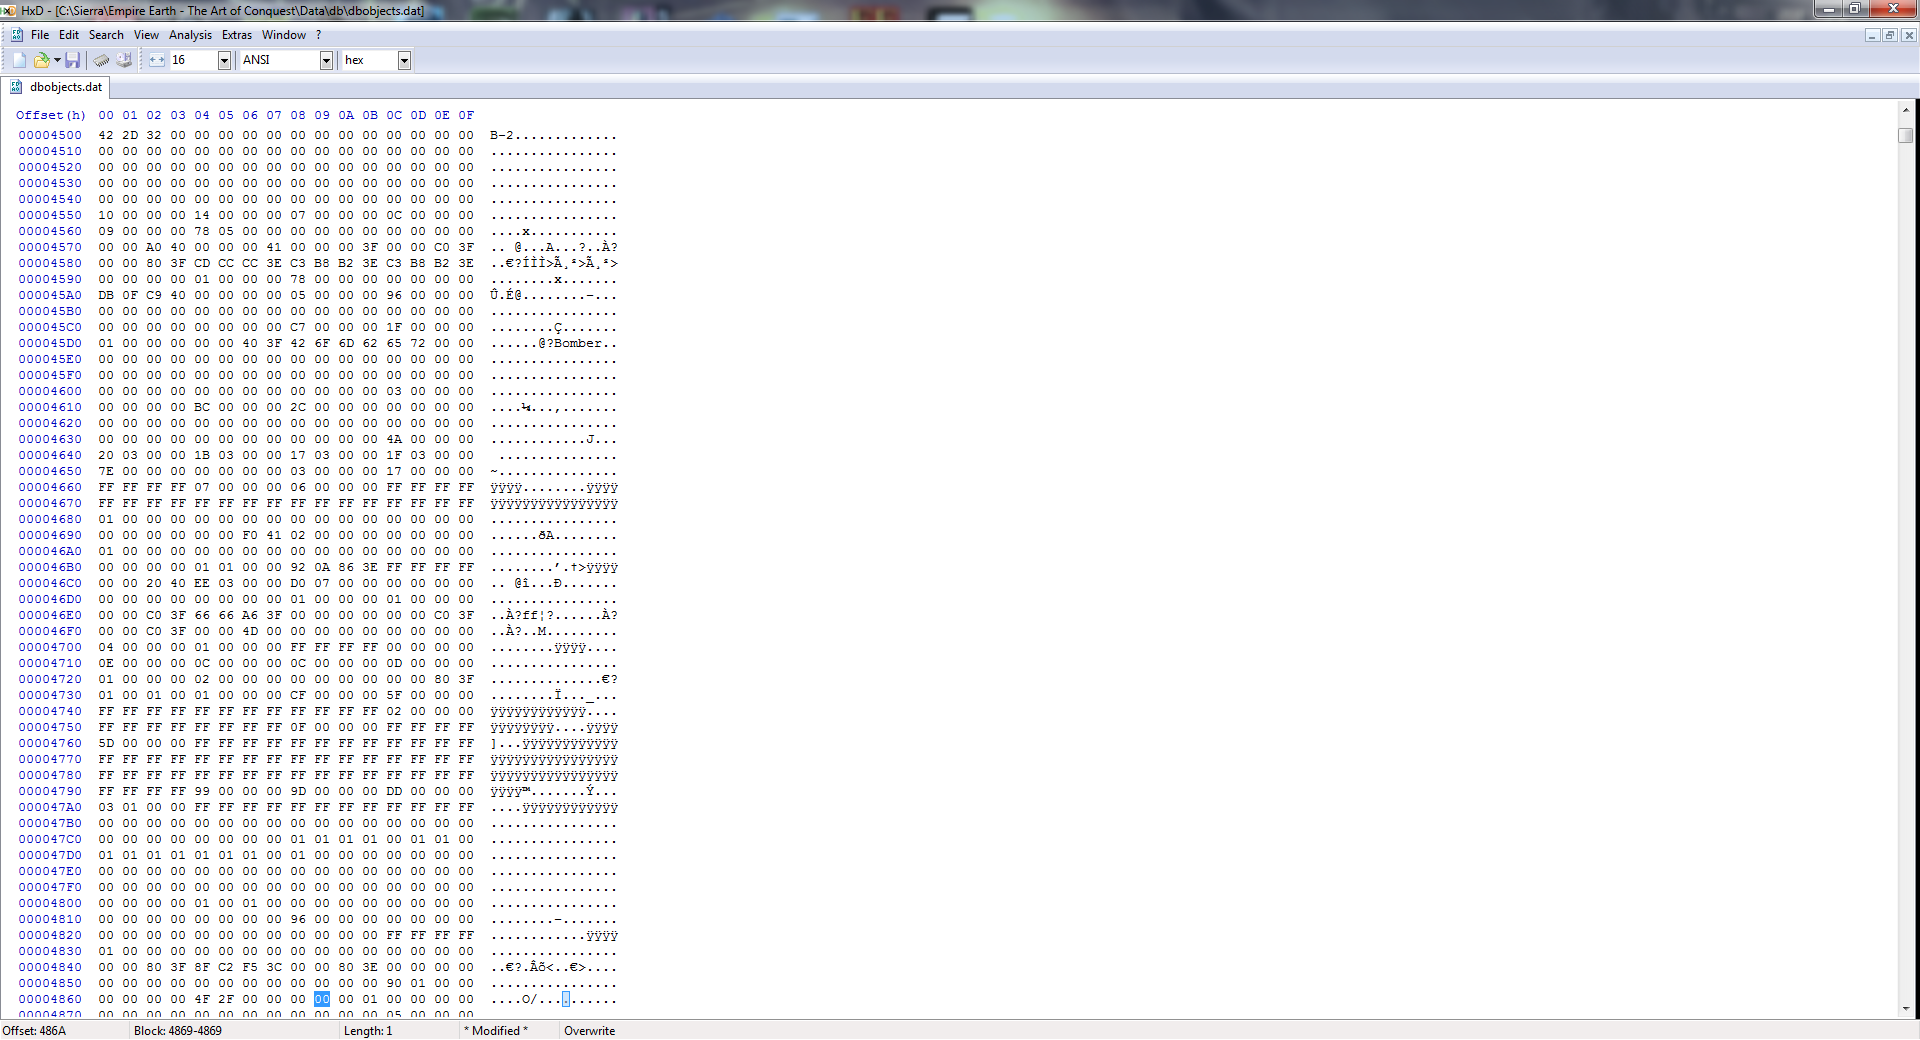 HxD - [C:\Sierra\Empire Earth - The Art of Conquest\Data\db\dbobjects.dat]
File Edit Search View Analysis Extras Window ?
16 ANSI hex
dbobjects.dat
Offset(h) 00 01 02 03 04 05 06 07 08 09 0A 0B 0C 0D 0E 0F
00004500 42 2D 32 00 00 00 00 00 00 00 00 00 00 00 00 00 B-2.............
00004510 00 00 00 00 00 00 00 00 00 00 00 00 00 00 00 00 ................
00004520 00 00 00 00 00 00 00 00 00 00 00 00 00 00 00 00 ................
00004530 00 00 00 00 00 00 00 00 00 00 00 00 00 00 00 00 ................
00004540 00 00 00 00 00 00 00 00 00 00 00 00 00 00 00 00 ................
00004550 10 00 00 00 14 00 00 00 07 00 00 00 0C 00 00 00 ................
00004560 09 00 00 00 78 05 00 00 00 00 00 00 00 00 00 00 ....x...........
00004570 00 00 A0 40 00 00 00 41 00 00 00 3F 00 00 C0 3F .. @...A...?..À?
00004580 00 00 80 3F CD CC CC 3E C3 B8 B2 3E C3 B8 B2 3E ..€?ÍÌÌ>Ã¸²>Ã¸²>
00004590 00 00 00 00 01 00 00 00 78 00 00 00 00 00 00 00 ........x.......
000045A0 DB 0F C9 40 00 00 00 00 05 00 00 00 96 00 00 00 Û.É@........–...
000045B0 00 00 00 00 00 00 00 00 00 00 00 00 00 00 00 00 ................
000045C0 00 00 00 00 00 00 00 00 C7 00 00 00 1F 00 00 00 ........Ç.......
000045D0 01 00 00 00 00 00 40 3F 42 6F 6D 62 65 72 00 00 ......@?Bomber..
000045E0 00 00 00 00 00 00 00 00 00 00 00 00 00 00 00 00 ................
000045F0 00 00 00 00 00 00 00 00 00 00 00 00 00 00 00 00 ................
00004600 00 00 00 00 00 00 00 00 00 00 00 00 03 00 00 00 ................
00004610 00 00 00 00 BC 00 00 00 2C 00 00 00 00 00 00 00 ....¼...,.......
00004620 00 00 00 00 00 00 00 00 00 00 00 00 00 00 00 00 ................
00004630 00 00 00 00 00 00 00 00 00 00 00 00 4A 00 00 00 ............J...
00004640 20 03 00 00 1B 03 00 00 17 03 00 00 1F 03 00 00  ...............
00004650 7E 00 00 00 00 00 00 00 03 00 00 00 17 00 00 00 ~...............
00004660 FF FF FF FF 07 00 00 00 06 00 00 00 FF FF FF FF ÿÿÿÿ........ÿÿÿÿ
00004670 FF FF FF FF FF FF FF FF FF FF FF FF FF FF FF FF ÿÿÿÿÿÿÿÿÿÿÿÿÿÿÿÿ
00004680 01 00 00 00 00 00 00 00 00 00 00 00 00 00 00 00 ................
00004690 00 00 00 00 00 00 F0 41 02 00 00 00 00 00 00 00 ......ðA........
000046A0 01 00 00 00 00 00 00 00 00 00 00 00 00 00 00 00 ................
000046B0 00 00 00 00 01 01 00 00 92 0A 86 3E FF FF FF FF ........’.†>ÿÿÿÿ
000046C0 00 00 20 40 EE 03 00 00 D0 07 00 00 00 00 00 00 .. @î...Ð.......
000046D0 00 00 00 00 00 00 00 00 01 00 00 00 01 00 00 00 ................
000046E0 00 00 C0 3F 66 66 A6 3F 00 00 00 00 00 00 C0 3F ..À?ff¦?......À?
000046F0 00 00 C0 3F 00 00 4D 00 00 00 00 00 00 00 00 00 ..À?..M.........
00004700 04 00 00 00 01 00 00 00 FF FF FF FF 00 00 00 00 ........ÿÿÿÿ....
00004710 0E 00 00 00 0C 00 00 00 0C 00 00 00 0D 00 00 00 ................
00004720 01 00 00 00 02 00 00 00 00 00 00 00 00 00 80 3F ..............€?
00004730 01 00 01 00 01 00 00 00 CF 00 00 00 5F 00 00 00 ........Ï..._...
00004740 FF FF FF FF FF FF FF FF FF FF FF FF 02 00 00 00 ÿÿÿÿÿÿÿÿÿÿÿÿ....
00004750 FF FF FF FF FF FF FF FF 0F 00 00 00 FF FF FF FF ÿÿÿÿÿÿÿÿ....ÿÿÿÿ
00004760 5D 00 00 00 FF FF FF FF FF FF FF FF FF FF FF FF ]...ÿÿÿÿÿÿÿÿÿÿÿÿ
00004770 FF FF FF FF FF FF FF FF FF FF FF FF FF FF FF FF ÿÿÿÿÿÿÿÿÿÿÿÿÿÿÿÿ
00004780 FF FF FF FF FF FF FF FF FF FF FF FF FF FF FF FF ÿÿÿÿÿÿÿÿÿÿÿÿÿÿÿÿ
00004790 FF FF FF FF 99 00 00 00 9D 00 00 00 DD 00 00 00 ÿÿÿÿ™.......Ý...
000047A0 03 01 00 00 FF FF FF FF FF FF FF FF FF FF FF FF ....ÿÿÿÿÿÿÿÿÿÿÿÿ
000047B0 00 00 00 00 00 00 00 00 00 00 00 00 00 00 00 00 ................
000047C0 00 00 00 00 00 00 00 00 01 01 01 01 00 01 01 00 ................
000047D0 01 01 01 01 01 01 01 00 01 00 00 00 00 00 00 00 ................
000047E0 00 00 00 00 00 00 00 00 00 00 00 00 00 00 00 00 ................
000047F0 00 00 00 00 00 00 00 00 00 00 00 00 00 00 00 00 ................
00004800 00 00 00 00 01 00 01 00 00 00 00 00 00 00 00 00 ................
00004810 00 00 00 00 00 00 00 00 96 00 00 00 00 00 00 00 ........–.......
00004820 00 00 00 00 00 00 00 00 00 00 00 00 FF FF FF FF ............ÿÿÿÿ
00004830 01 00 00 00 00 00 00 00 00 00 00 00 00 00 00 00 ................
00004840 00 00 80 3F 8F C2 F5 3C 00 00 80 3E 00 00 00 00 ..€?.Âõ<..€>....
00004850 00 00 00 00 00 00 00 00 00 00 00 00 90 01 00 00 ................
00004860 00 00 00 00 4F 2F 00 00 00 00 00 01 00 00 00 00 ....O/..........
00004870 00 00 00 00 00 00 00 00 00 00 00 00 05 00 00 00
Offset: 486A Block: 4869-4869 Length: 1 * Modified * Overwrite